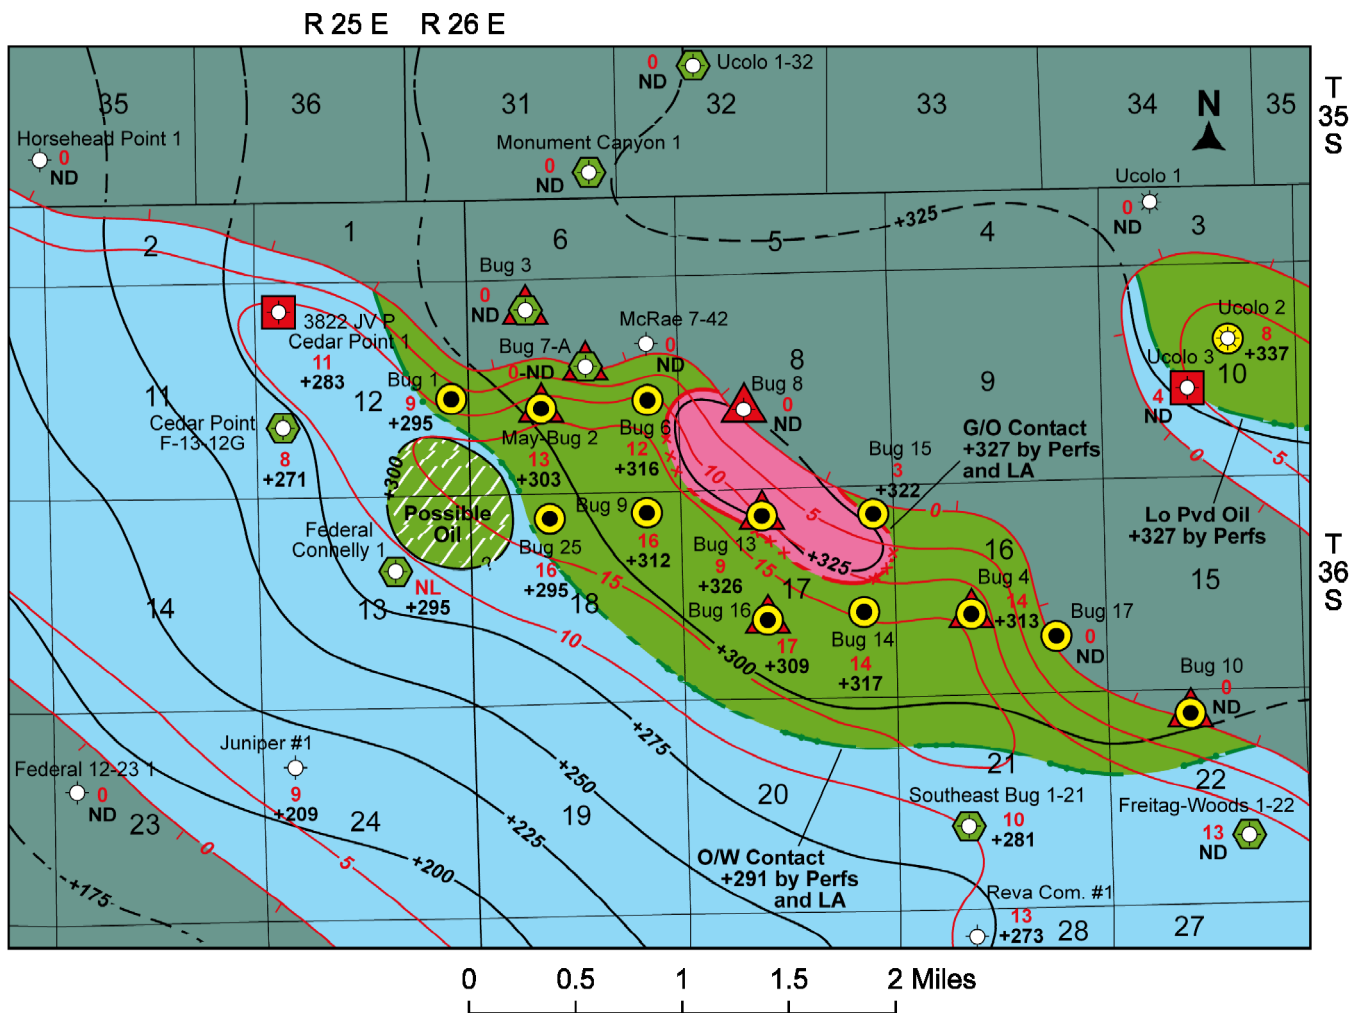 R 25 E R 26 E
T
35
S
35
36
31
32
33
34
35
N
0
ND
Ucolo 1-32
Horsehead Point 1
0
ND
Monument Canyon 1
0
ND
Ucolo 1
0
ND
+325
2
1
6
5
4
3
Bug 3
0
ND
3822 JV P
Cedar Point 1
11
+283
McRae 7-42
0
ND
Bug 7-A
0-ND
Ucolo 2
8
+337
10
Ucolo 3
4
ND
8
9
Bug 8
0
ND
11
12
Bug 1
9
+295
Cedar Point
F-13-12G
8
+271
May-Bug 2
13
+303
Bug 6
12
+316
10
5
G/O Contact
+327 by Perfs
and LA
Bug 15
3
+322
0
5
0
+300
Possible
Oil
?
Bug 9
16
+312
Bug 25
16
+295
Bug 13
9
+326
+325
Lo Pvd Oil
+327 by Perfs
T
36
S
Federal
Connelly 1
NL
+295
13
14
15
18
15
17
16
15
Bug 4
14
+313
Bug 16
17
+309
Bug 14
14
+317
Bug 17
0
ND
10
+300
Bug 10
0
ND
Juniper #1
9
+209
Federal 12-23 1
0
ND
23
24
+275
+250
+225
+200
+175
0
5
19
20
21
22
Southeast Bug 1-21
10
+281
Freitag-Woods 1-22
13
ND
O/W Contact
+291 by Perfs
and LA
Reva Com. #1
13
+273
28
27
0 0.5 1 1.5 2 Miles